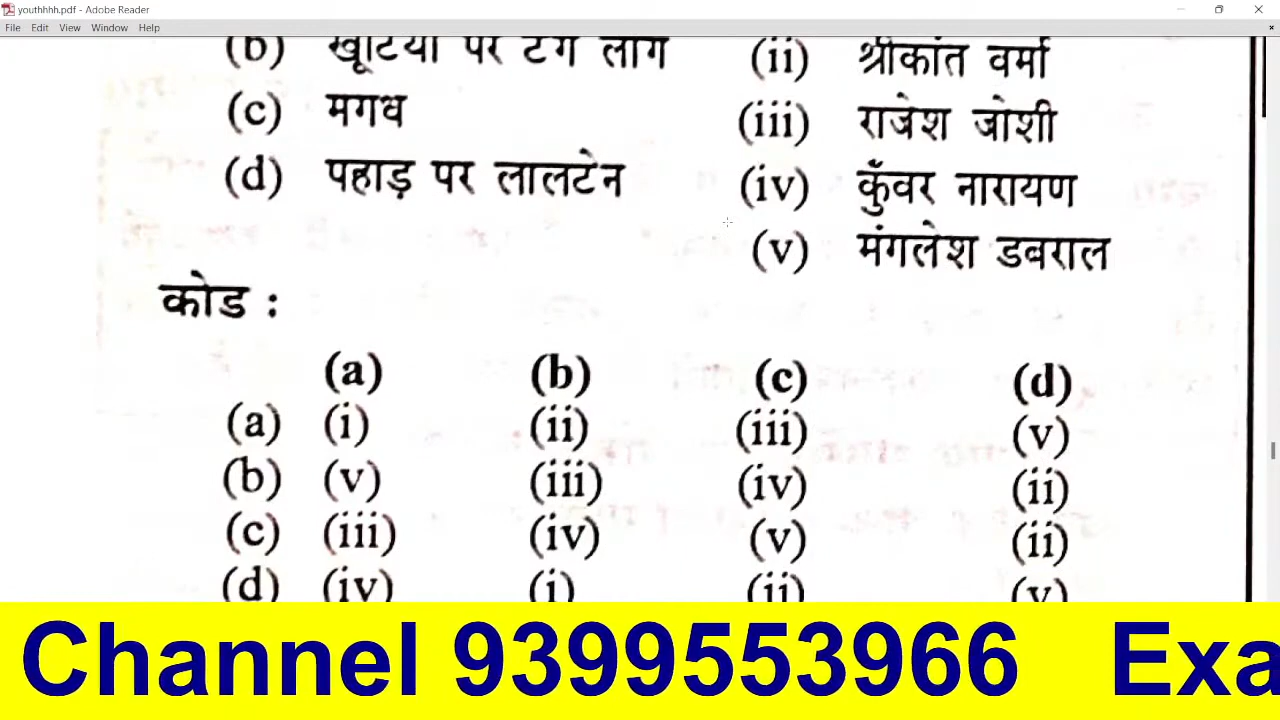 youthhhh.pdf - Adobe Reader
File Edit View Window Help
(b) खूंटियों पर टंगे लोग (ii) श्रीकांत वर्मा
(c) मगध (iii) राजेश जोशी
(d) पहाड़ पर लालटेन (iv) कुँवर नारायण
(v) मंगलेश डबराल
कोड :
(a) (b) (c) (d)
(a) (i) (ii) (iii) (v)
(b) (v) (iii) (iv) (ii)
(c) (iii) (iv) (v) (ii)
(d) (iv) (i) (ii) (v)
Channel 9399553966 Exa